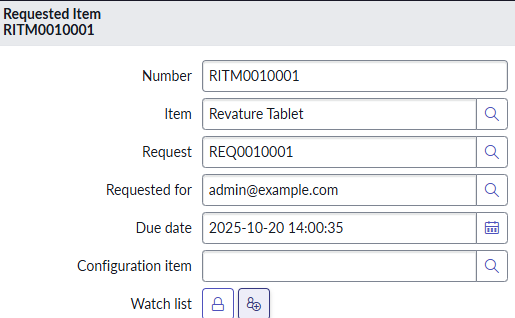 Requested Item
RITM0010001
Number RITM0010001
Item Revature Tablet
Request REQ0010001
Requested for admin@example.com
Due date 2025-10-20 14:00:35
Configuration item
Watch list